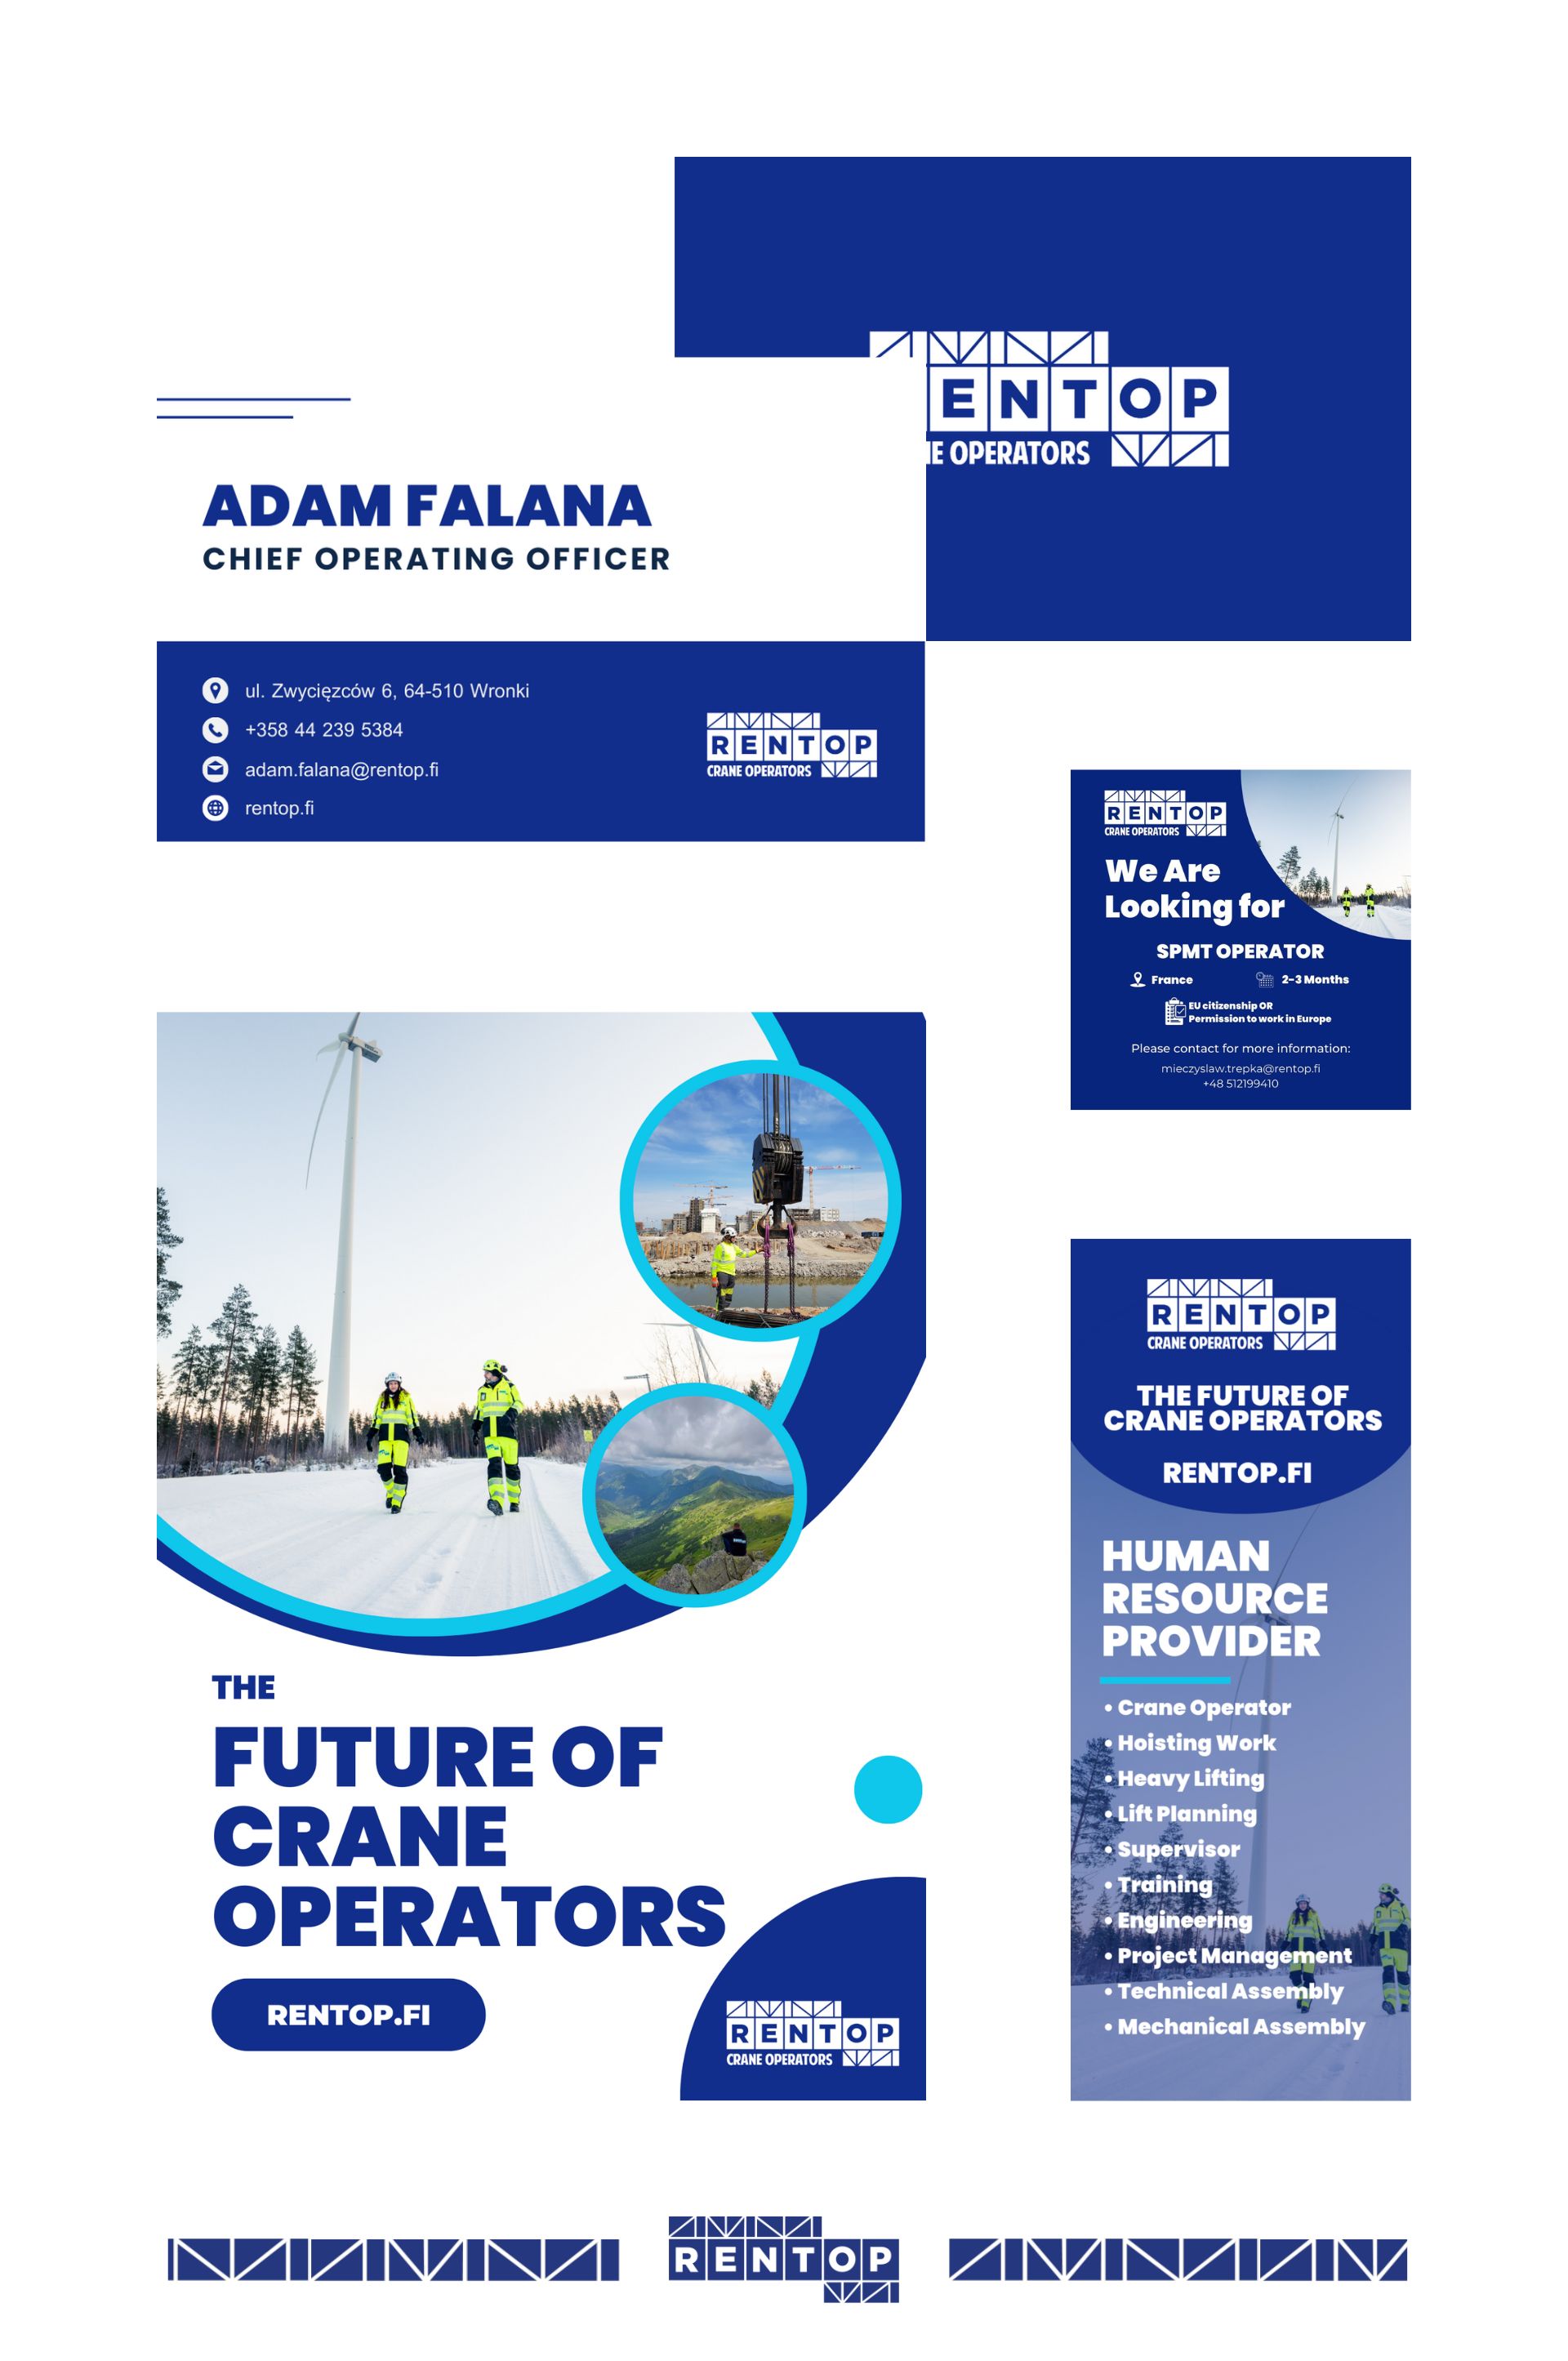 ENTOP
E OPERATORS
ADAM FALANA
CHIEF OPERATING OFFICER
ul. Zwycięzców 6, 64-510 Wronki
+358 44 239 5384
adam.falana@rentop.fi
rentop.fi
RENTOP
CRANE OPERATORS
RENTOP
CRANE OPERATORS
We Are
Looking for
SPMT OPERATOR
France
2-3 Months
EU citizenship OR
Permission to work in Europe
Please contact for more information:
mieczyslaw.trepka@rentop.fi
+48 512199410
THE
FUTURE OF
CRANE
OPERATORS
RENTOP.FI
RENTOP
CRANE OPERATORS
RENTOP
CRANE OPERATORS
THE FUTURE OF
CRANE OPERATORS
RENTOP.FI
HUMAN
RESOURCE
PROVIDER
• Crane Operator
• Hoisting Work
• Heavy Lifting
• Lift Planning
• Supervisor
• Training
• Engineering
• Project Management
• Technical Assembly
• Mechanical Assembly
RENTOP